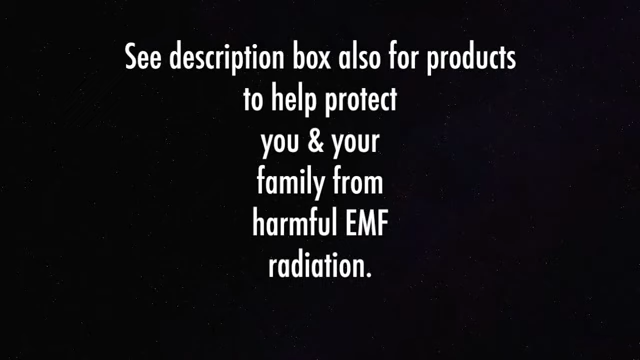 See description box also for products
to help protect
you & your
family from
harmful EMF
radiation.